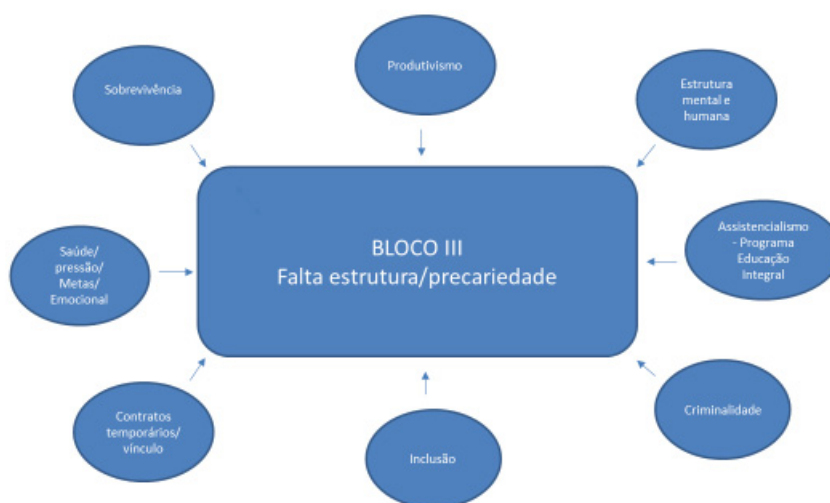 Produtivismo
Sobrevivência
Estrutura
mental e
humana
BLOCO III
Falta estrutura/precariedade
Saúde/
pressão/
Metas/
Emocional
Assistencialismo
- Programa
Educação
Integral
Contratos
temporários/
vínculo
Inclusão
Criminalidade